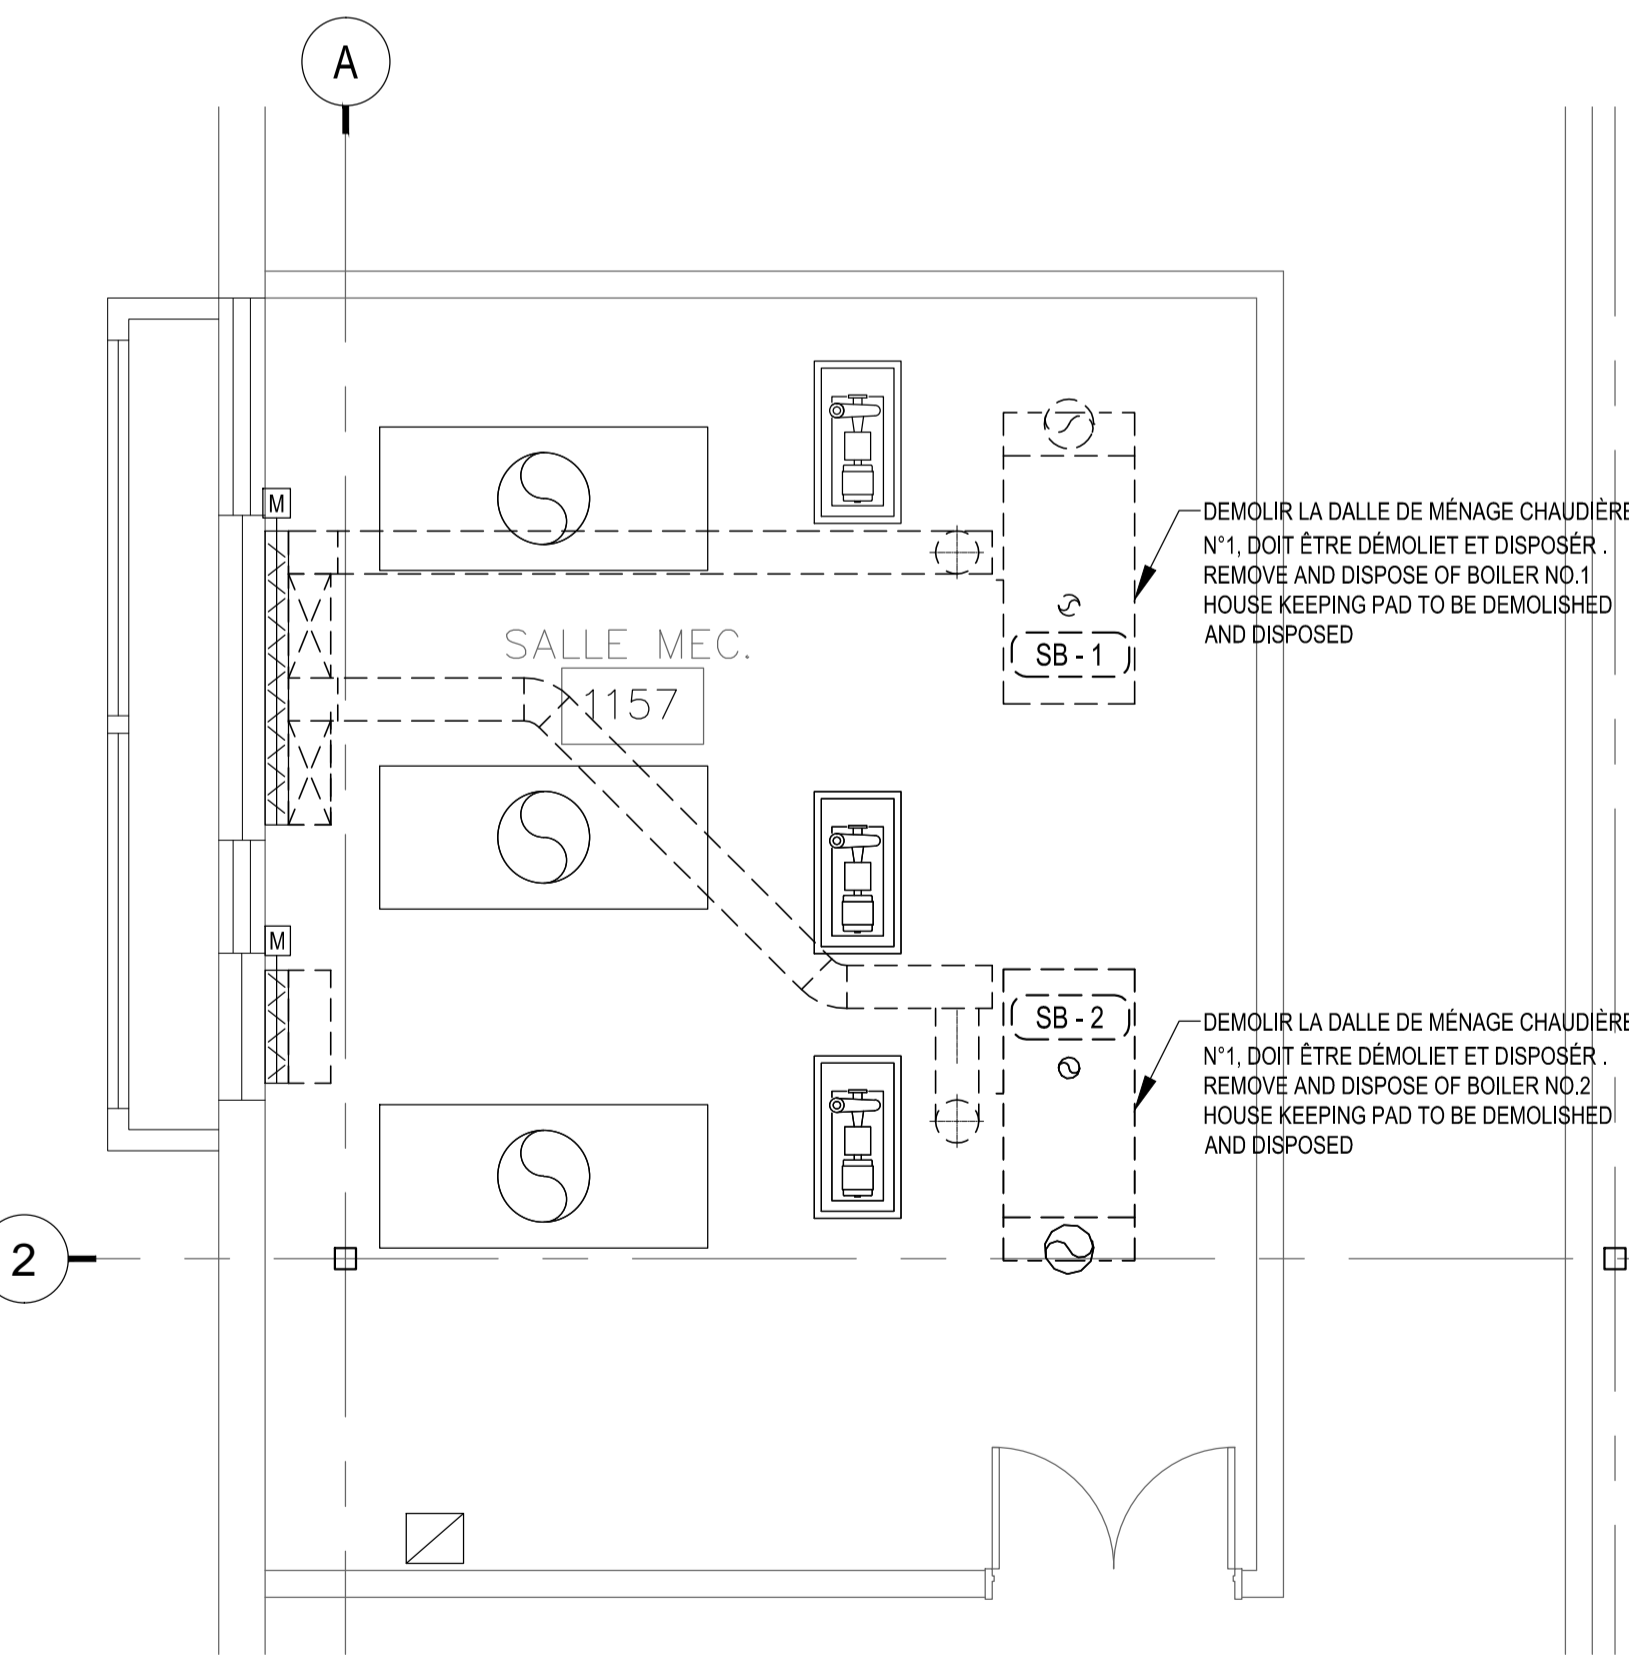 A
M
DEMOLIR LA DALLE DE MÉNAGE CHAUDIÈRE
N°1, DOIT ÊTRE DÉMOLIET ET DISPOSÉR .
REMOVE AND DISPOSE OF BOILER NO.1
HOUSE KEEPING PAD TO BE DEMOLISHED
AND DISPOSED
SALLE MEC.
1157
SB - 1
M
SB - 2
DEMOLIR LA DALLE DE MÉNAGE CHAUDIÈRE
N°1, DOIT ÊTRE DÉMOLIET ET DISPOSÉR .
REMOVE AND DISPOSE OF BOILER NO.2
HOUSE KEEPING PAD TO BE DEMOLISHED
AND DISPOSED
2